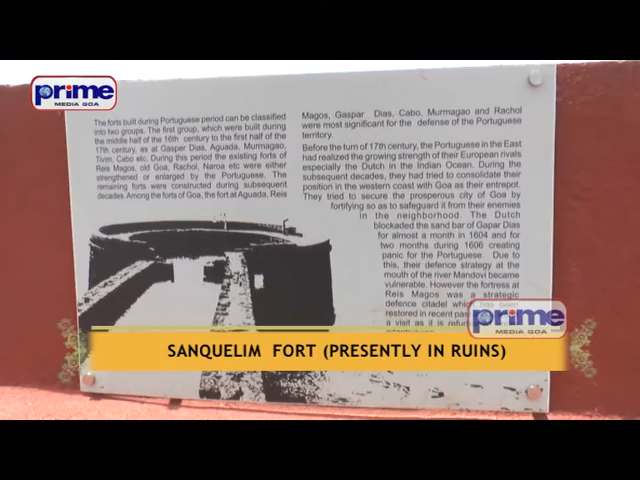 prime
MEDIA GOA
The forts built during Portuguese period can be classified
into two groups. The first group, which were built during
the middle half of the 16th century to the first half of the
17th century, as at Gasper Dias, Aguada, Murmagao,
Tivim, Cabo etc. During this period the existing forts of
Reis Magos, old Goa, Rachol, Naroa etc were either
strengthened or enlarged by the Portuguese. The
remaining forts were constructed during subsequent
decades. Among the forts of Goa, the fort at Aguada, Reis
Magos, Gaspar Dias, Cabo, Murmagao and Rachol
were most significant for the defense of the Portuguese
territory.
Before the turn of 17th century, the Portuguese in the East
had realized the growing strength of their European rivals
especially the Dutch in the Indian Ocean. During the
subsequent decades, they had tried to consolidate their
position in the western coast with Goa as their entrepot.
They tried to secure the prosperous city of Goa by
fortifying so as to safeguard it from their enemies
in the neighborhood. The Dutch
blockaded the sand bar of Gapar Dias
for almost a month in 1604 and for
two months during 1606 creating
panic for the Portuguese. Due to
this, their defence strategy at the
mouth of the river Mandovi became
vulnerable. However the fortress at
Reis Magos was a strategic
defense citadel which has been
restored in recent
a visit as it is
prime
MEDIA GOA
SANQUELIM FORT (PRESENTLY IN RUINS)